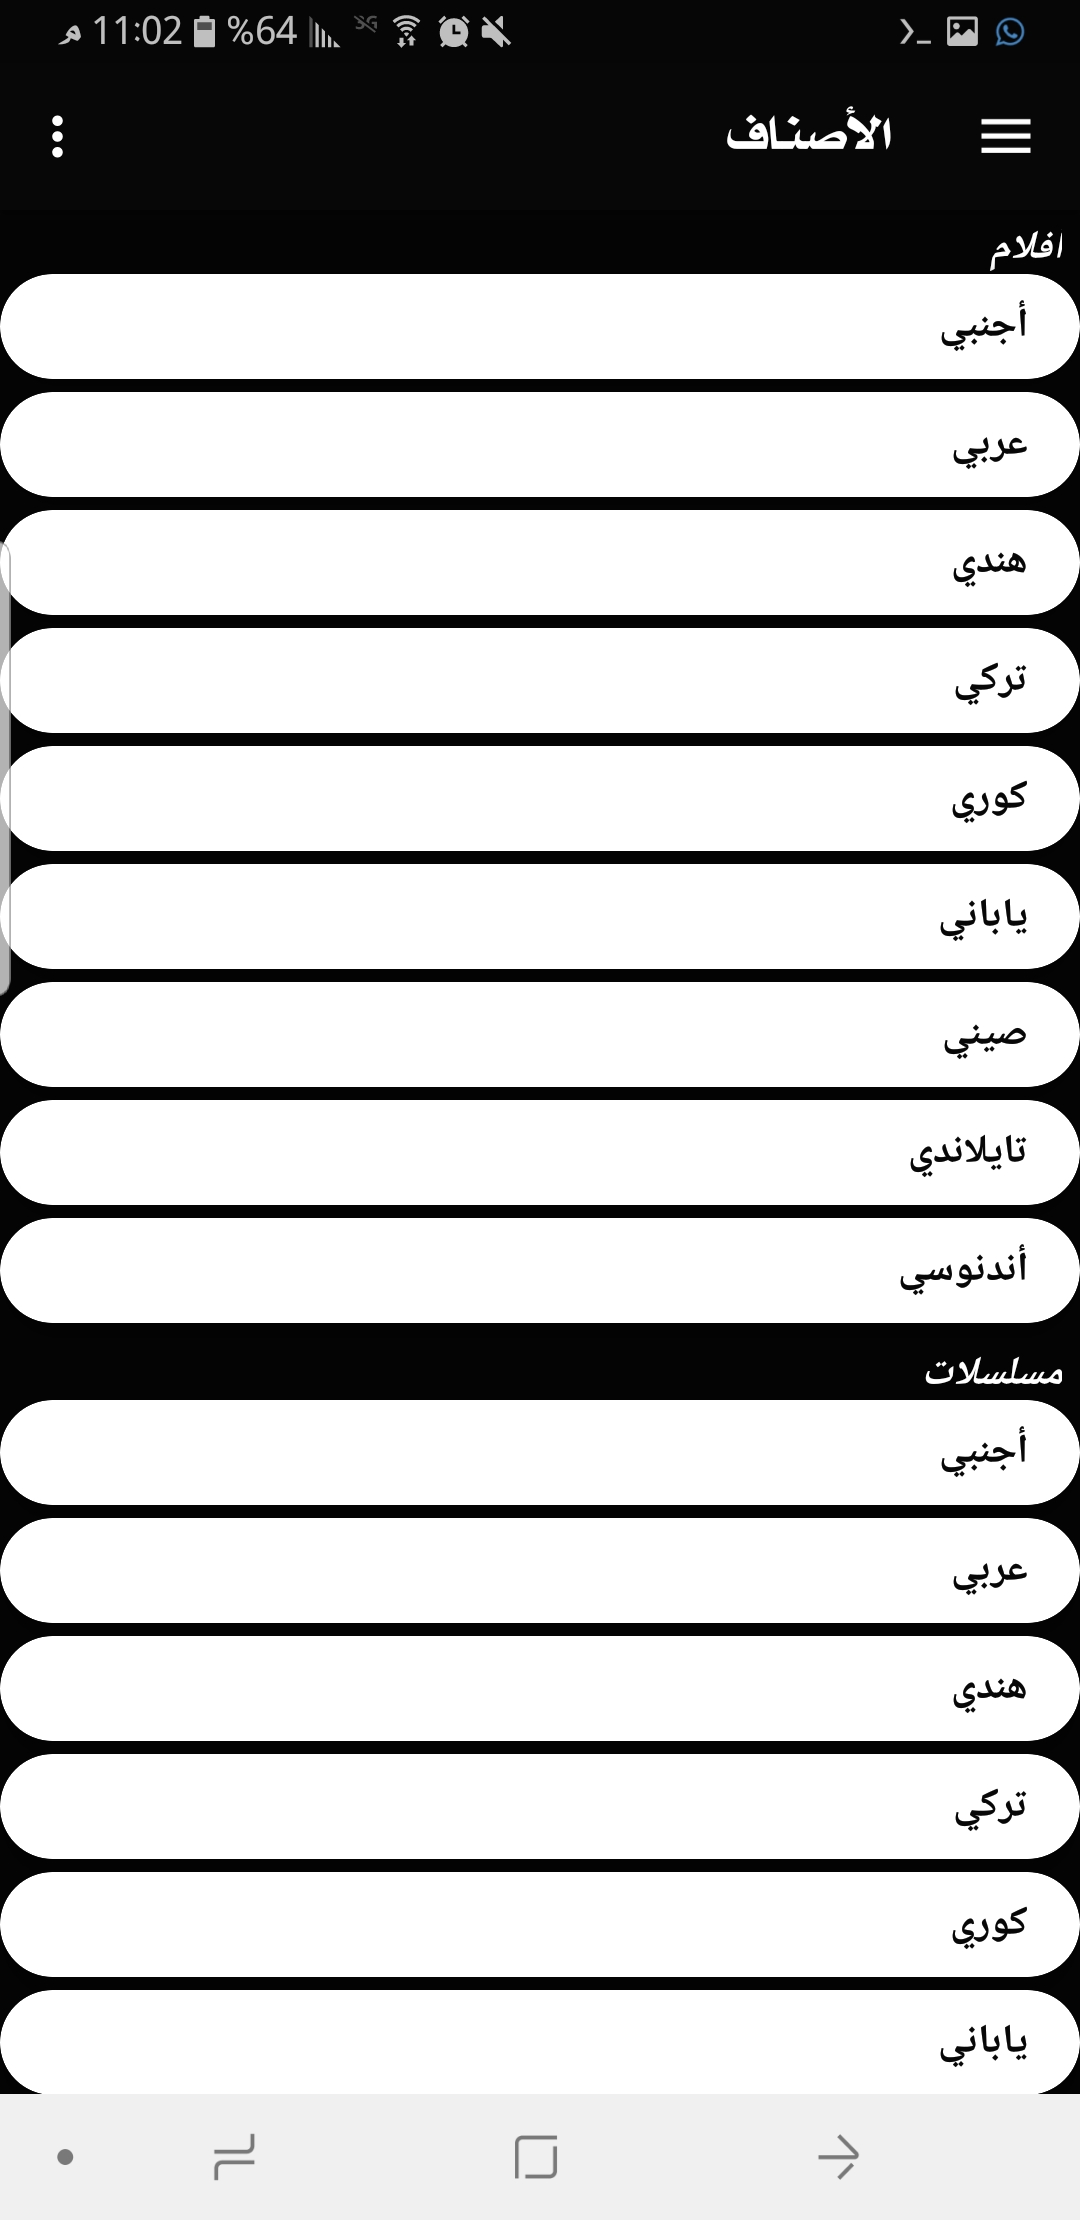 11:02 م %64 3G
الأصناف
افلام
أجنبي
عربي
هندي
تركي
كوري
ياباني
صيني
تايلاندي
أندنوسي
مسلسلات
أجنبي
عربي
هندي
تركي
كوري
ياباني